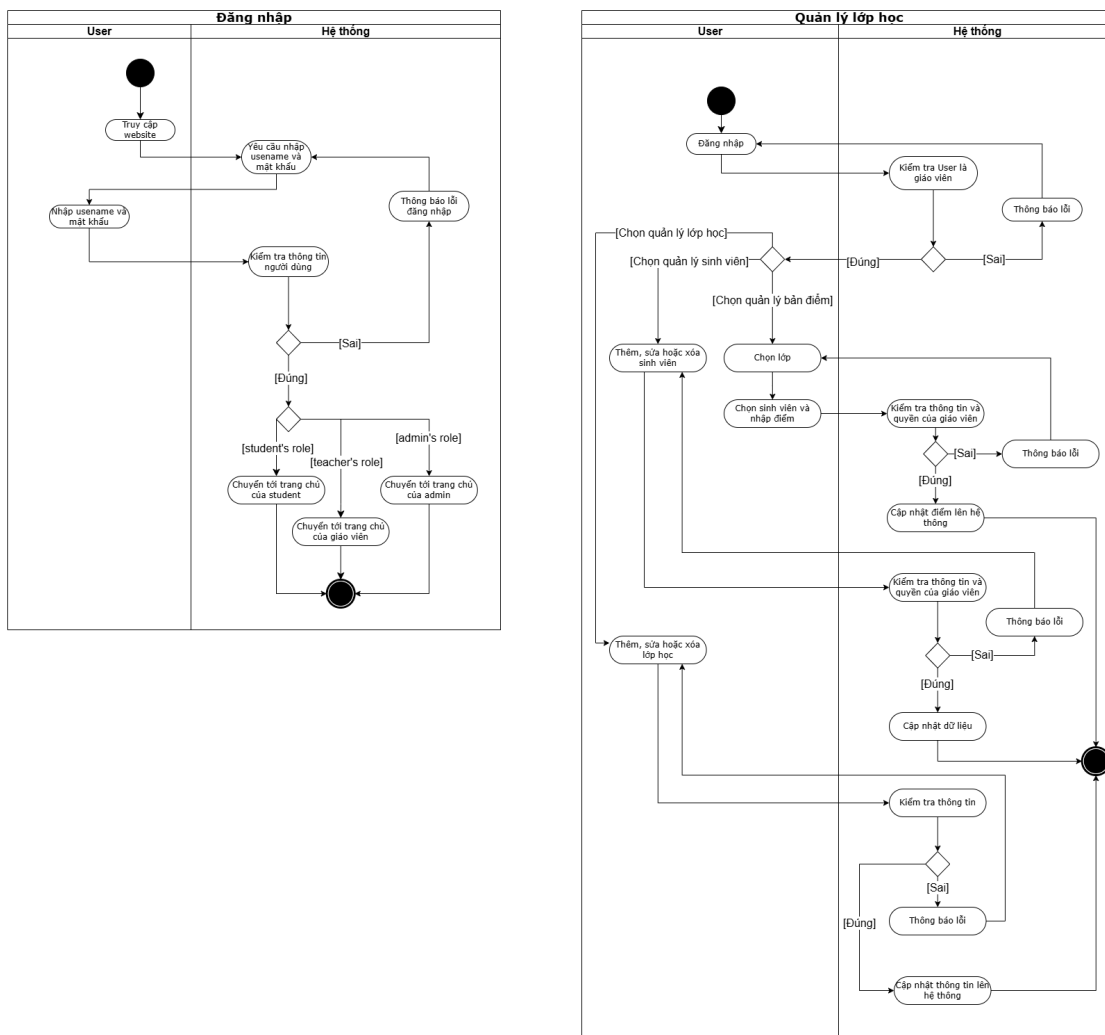 Đăng nhập
User
Hệ thống
Truy cập
website
Yêu cầu nhập
usename và
mật khẩu
Nhập usename và
mật khẩu
Thông báo lỗi
đăng nhập
Kiểm tra thông tin
người dùng
[Sai]
[Đúng]
[student's role]
[teacher's role]
[admin's role]
Chuyển tới trang chủ
của student
Chuyển tới trang chủ
của giáo viên
Chuyển tới trang chủ
của admin
Quản lý lớp học
User
Hệ thống
Đăng nhập
Kiểm tra User là
giáo viên
Thông báo lỗi
[Sai]
[Đúng]
[Chọn quản lý lớp học]
[Chọn quản lý sinh viên]
[Chọn quản lý bản điểm]
Thêm, sửa hoặc xóa
sinh viên
Chọn lớp
Chọn sinh viên và
nhập điểm
Kiểm tra thông tin và
quyền của giáo viên
[Sai]
Thông báo lỗi
[Đúng]
Cập nhật điểm lên hệ
thống
Kiểm tra thông tin và
quyền của giáo viên
Thông báo lỗi
[Sai]
[Đúng]
Thêm, sửa hoặc xóa
lớp học
Cập nhật dữ liệu
Kiểm tra thông tin
[Sai]
Thông báo lỗi
[Đúng]
Cập nhật thông tin lên
hệ thống